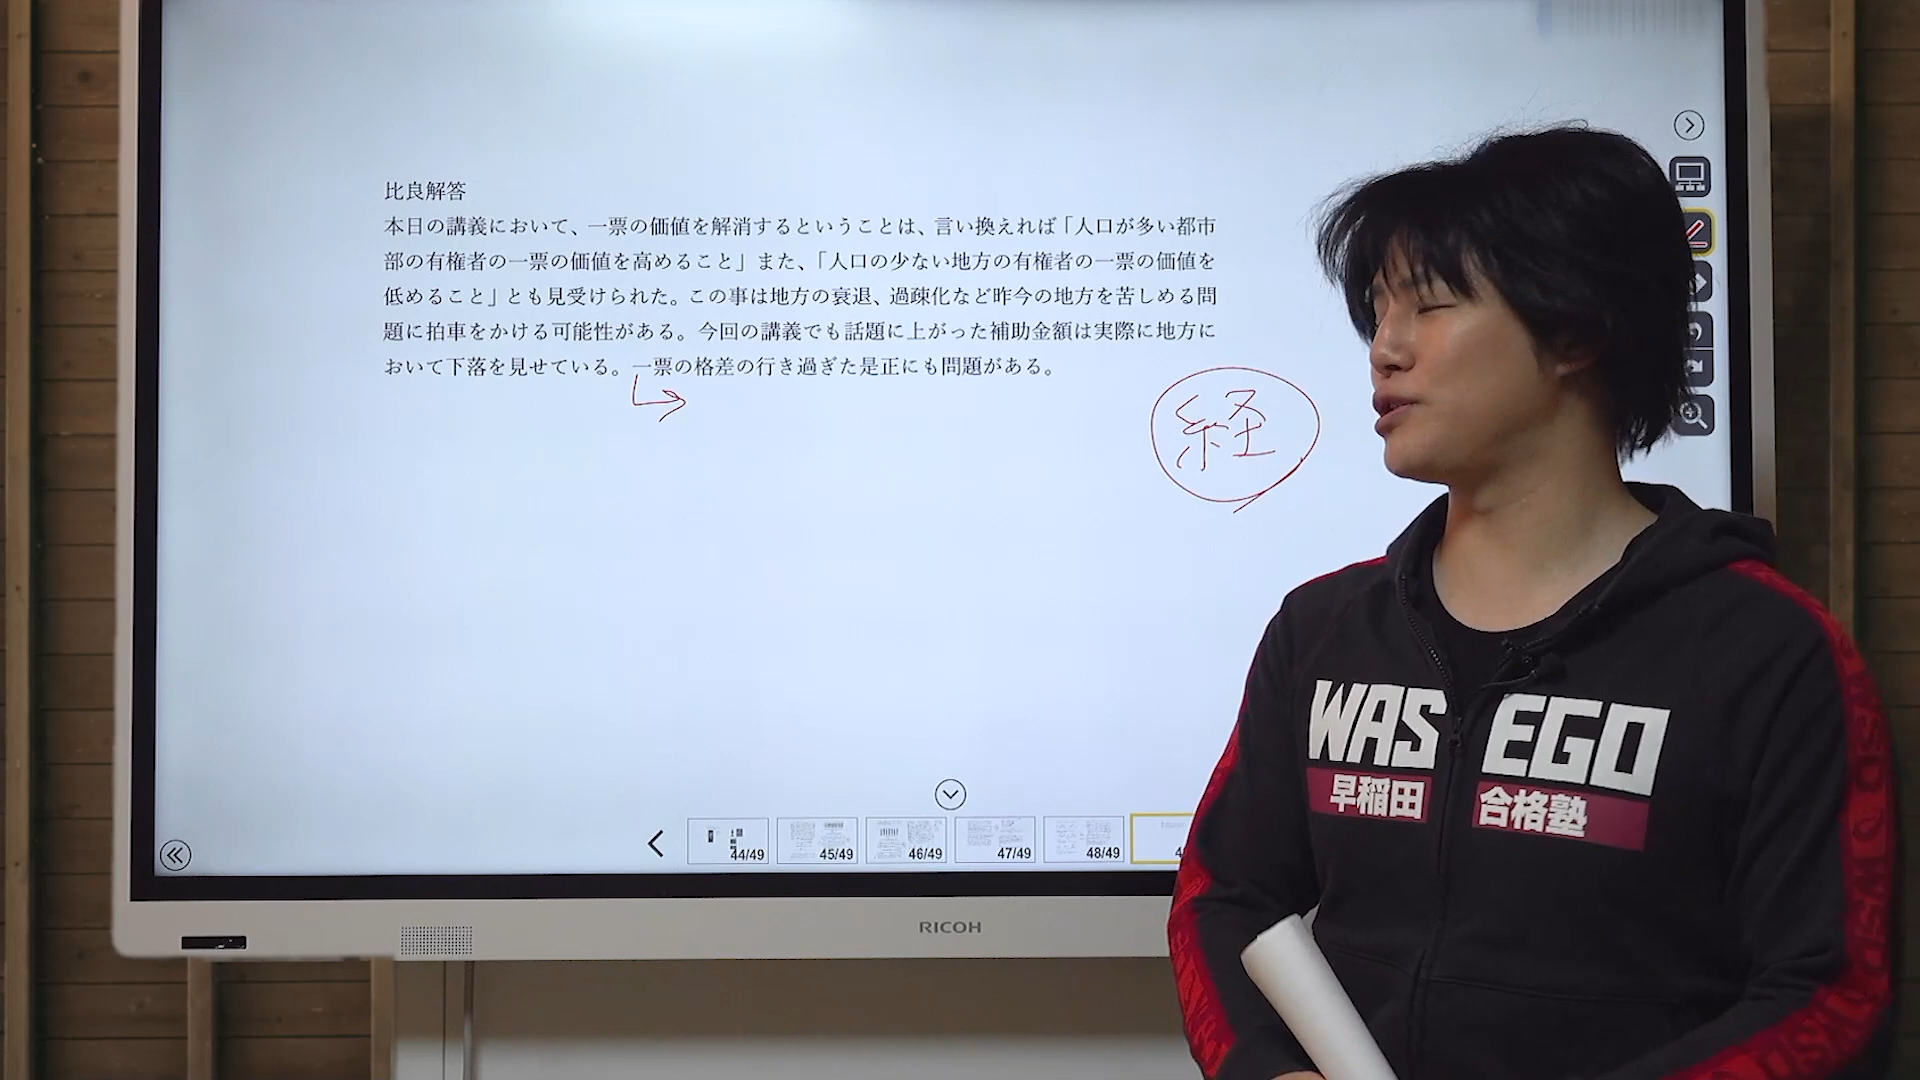 比良解答
本日の講義において、一票の価値を解消するということは、言い換えれば「人口が多い都市
部の有権者の一票の価値を高めること」また、「人口の少ない地方の有権者の一票の価値を
低めること」とも見受けられた。この事は地方の衰退、過疎化など昨今の地方を苦しめる問
題に拍車をかける可能性がある。今回の講義でも話題に上がった補助金額は実際に地方に
おいて下落を見せている。一票の格差の行き過ぎた是正にも問題がある。
経
44/49
45/49
46/49
47/49
48/49
RICOH
WAS EGO
早稲田 合格塾